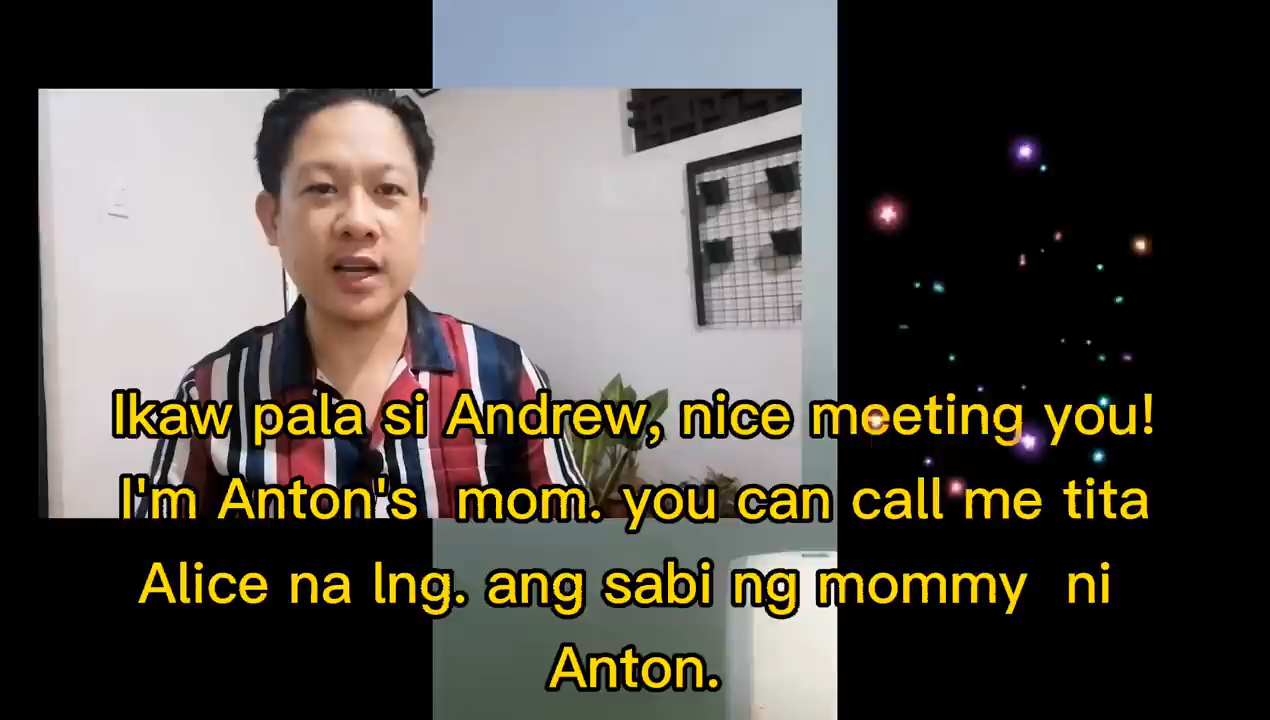 Ikaw pala si Andrew, nice meeting you!
I'm Anton's mom. you can call me tita
Alice na lng. ang sabi ng mommy ni
Anton.